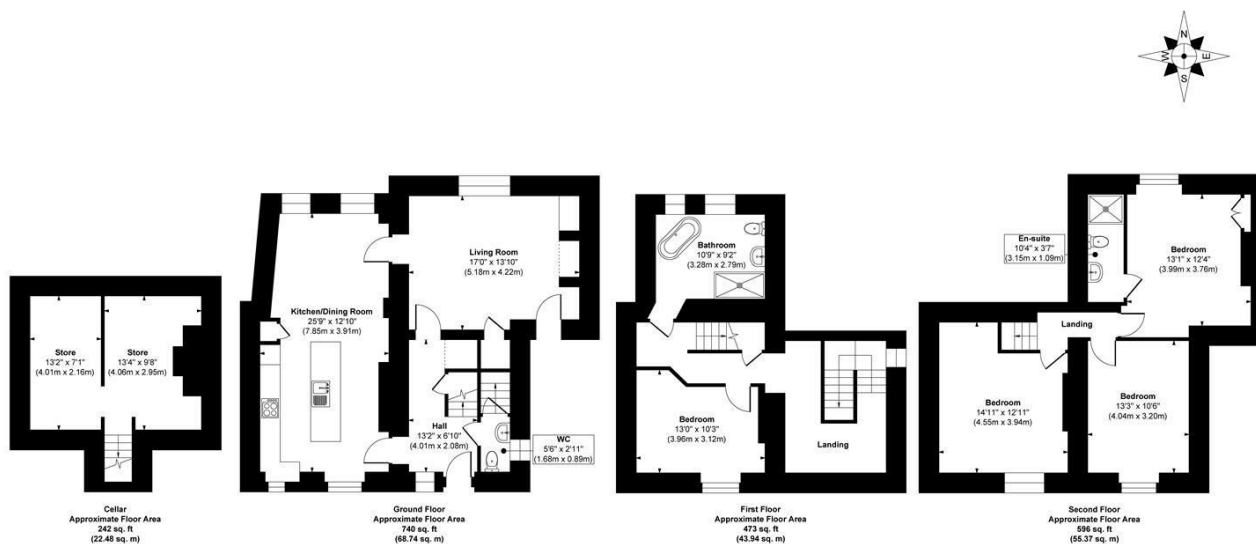 N
W
E
S
Store
13'2" x 7'1"
(4.01m x 2.16m)
Store
13'4" x 9'8"
(4.06m x 2.95m)
Cellar
Approximate Floor Area
242 sq. ft
(22.48 sq. m)
Kitchen/Dining Room
25'9" x 12'10"
(7.85m x 3.91m)
Living Room
17'0" x 13'10"
(5.18m x 4.22m)
Hall
13'2" x 6'10"
(4.01m x 2.08m)
WC
5'6" x 2'11"
(1.68m x 0.89m)
Ground Floor
Approximate Floor Area
740 sq. ft
(68.74 sq. m)
Bathroom
10'9" x 9'2"
(3.28m x 2.79m)
Bedroom
13'0" x 10'3"
(3.96m x 3.12m)
Landing
First Floor
Approximate Floor Area
473 sq. ft
(43.94 sq. m)
En-suite
10'4" x 3'7"
(3.15m x 1.09m)
Bedroom
13'1" x 12'4"
(3.99m x 3.76m)
Landing
Bedroom
14'11" x 12'11"
(4.55m x 3.94m)
Bedroom
13'3" x 10'6"
(4.04m x 3.20m)
Second Floor
Approximate Floor Area
596 sq. ft
(55.37 sq. m)